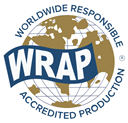 WORLDWIDE RESPONSIBLE
WRAP
®
ACCREDITED PRODUCTION